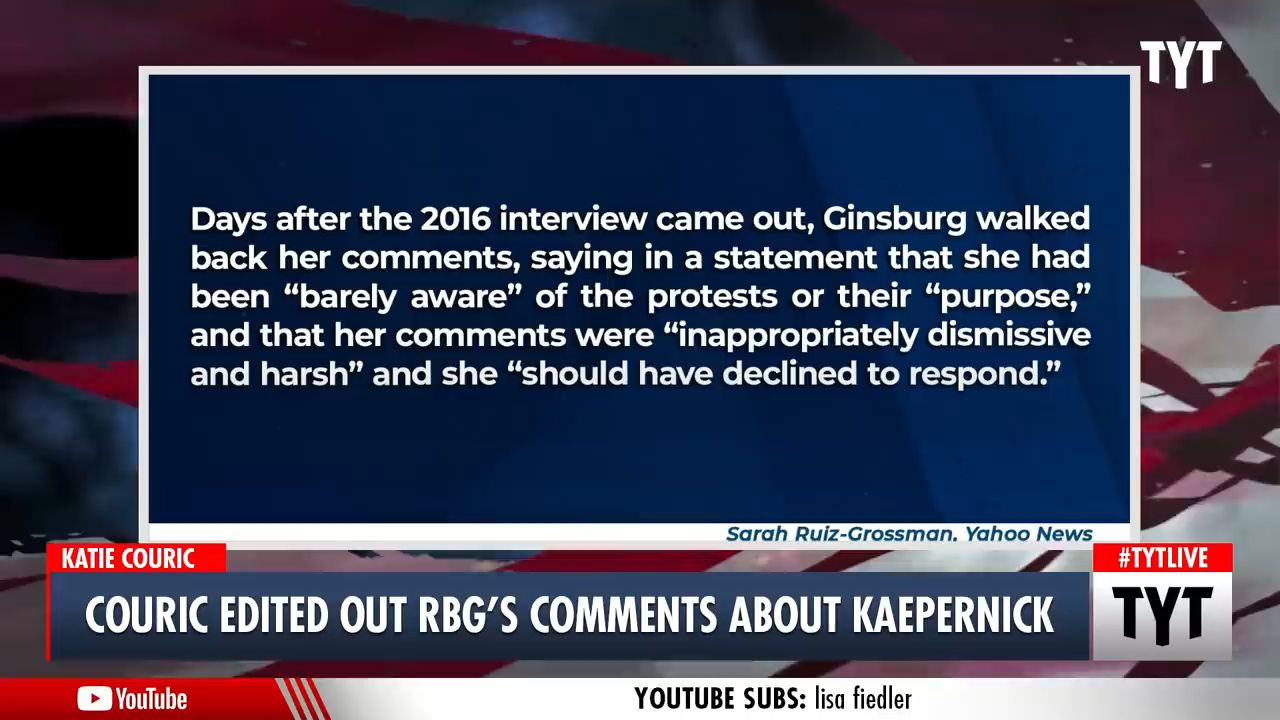 TYT
Days after the 2016 interview came out, Ginsburg walked
back her comments, saying in a statement that she had
been “barely aware” of the protests or their “purpose,”
and that her comments were “inappropriately dismissive
and harsh” and she “should have declined to respond.”
Sarah Ruiz-Grossman, Yahoo News
KATIE COURIC
#TYTLIVE
COURIC EDITED OUT RBG’S COMMENTS ABOUT KAEPERNICK
TYT
YouTube
YOUTUBE SUBS: lisa fiedler